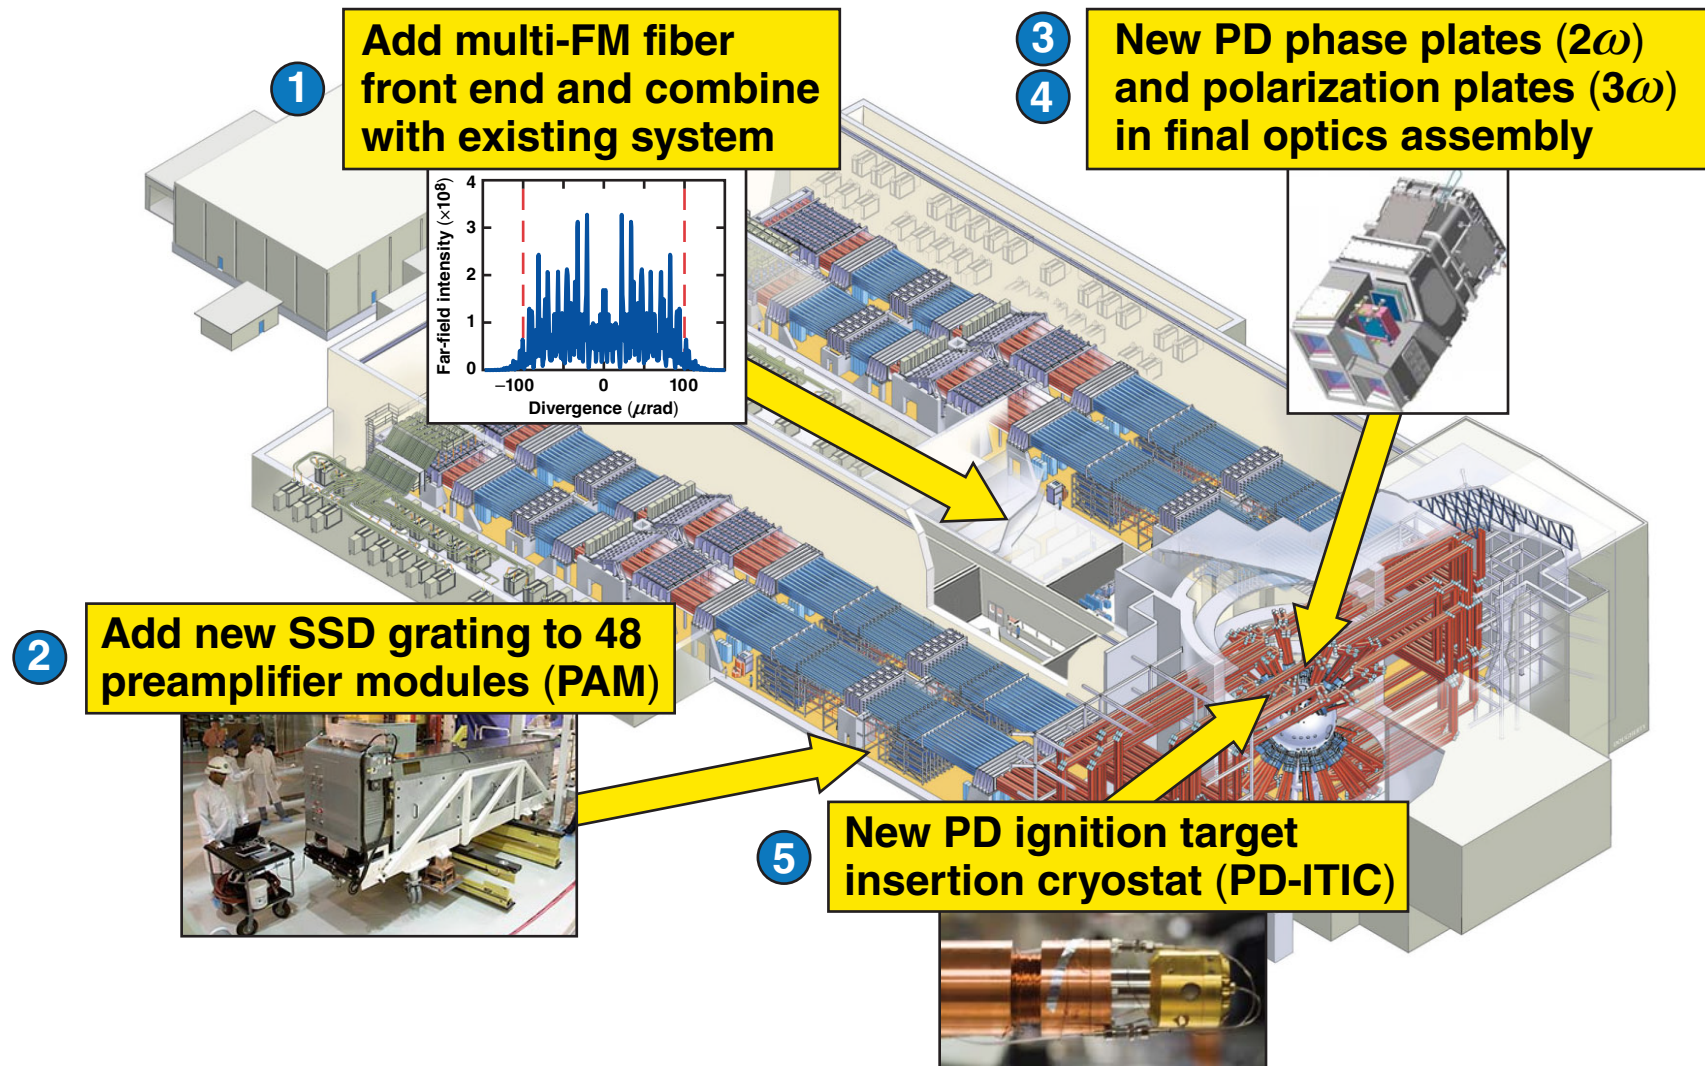 1
Add multi-FM fiber
front end and combine
with existing system
3
4
New PD phase plates (2ω)
and polarization plates (3ω)
in final optics assembly
Far-field intensity (×10⁸)
4
3
2
1
0
−100
0
100
Divergence (μrad)
2
Add new SSD grating to 48
preamplifier modules (PAM)
5
New PD ignition target
insertion cryostat (PD-ITIC)